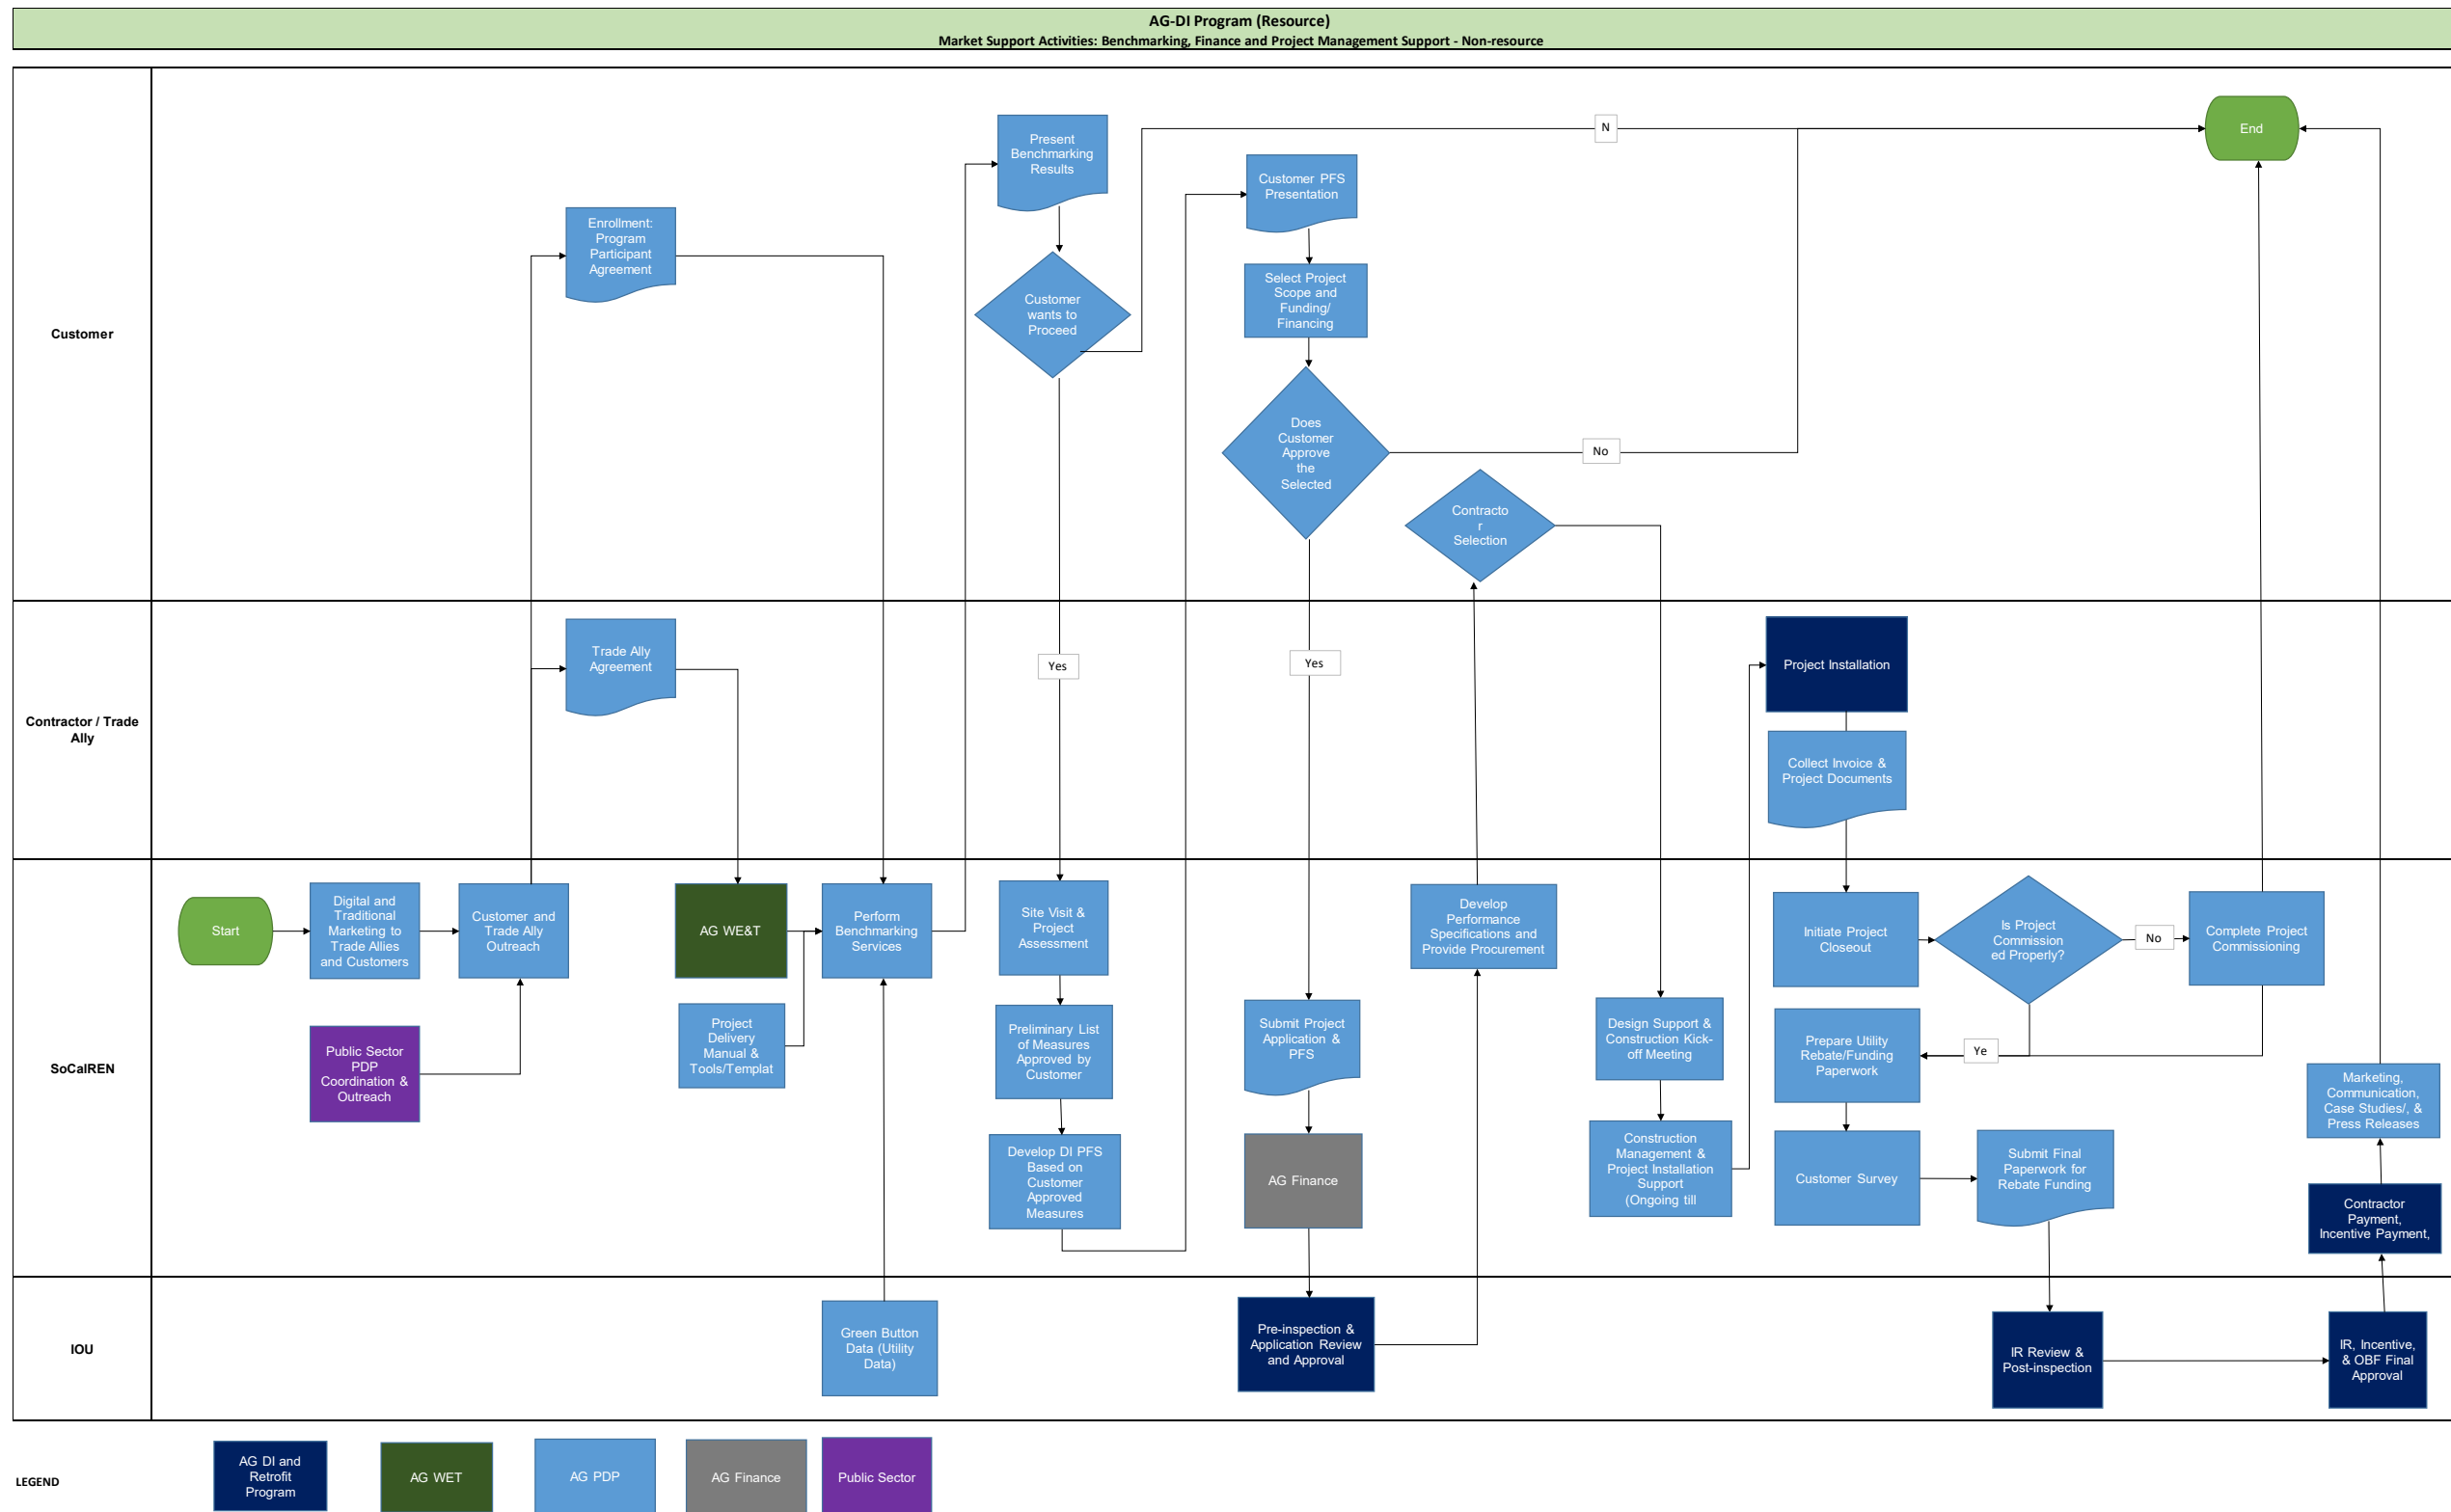 AG-DI Program (Resource)
Market Support Activities: Benchmarking, Finance and Project Management Support - Non-resource
Customer
Enrollment:
Program
Participant
Agreement
Present
Benchmarking
Results
Customer
wants to
Proceed
N
Customer PFS
Presentation
Select Project
Scope and
Funding/
Financing
Does
Customer
Approve
the
Selected
No
Contracto
r
Selection
End
Contractor / Trade
Ally
Trade Ally
Agreement
Yes
Yes
Project Installation
Collect Invoice &
Project Documents
SoCalREN
Start
Digital and
Traditional
Marketing to
Trade Allies
and Customers
Customer and
Trade Ally
Outreach
Public Sector
PDP
Coordination &
Outreach
AG WE&T
Project
Delivery
Manual &
Tools/Templat
Perform
Benchmarking
Services
Site Visit &
Project
Assessment
Preliminary List
of Measures
Approved by
Customer
Develop DI PFS
Based on
Customer
Approved
Measures
Submit Project
Application &
PFS
AG Finance
Develop
Performance
Specifications and
Provide Procurement
Design Support &
Construction Kick-
off Meeting
Construction
Management &
Project Installation
Support
(Ongoing till
Initiate Project
Closeout
Is Project
Commission
ed Properly?
No
Complete Project
Commissioning
Prepare Utility
Rebate/Funding
Paperwork
Ye
Customer Survey
Submit Final
Paperwork for
Rebate Funding
Marketing,
Communication,
Case Studies/, &
Press Releases
Contractor
Payment,
Incentive Payment,
IOU
Green Button
Data (Utility
Data)
Pre-inspection &
Application Review
and Approval
IR Review &
Post-inspection
IR, Incentive,
& OBF Final
Approval
LEGEND
AG DI and
Retrofit
Program
AG WET
AG PDP
AG Finance
Public Sector